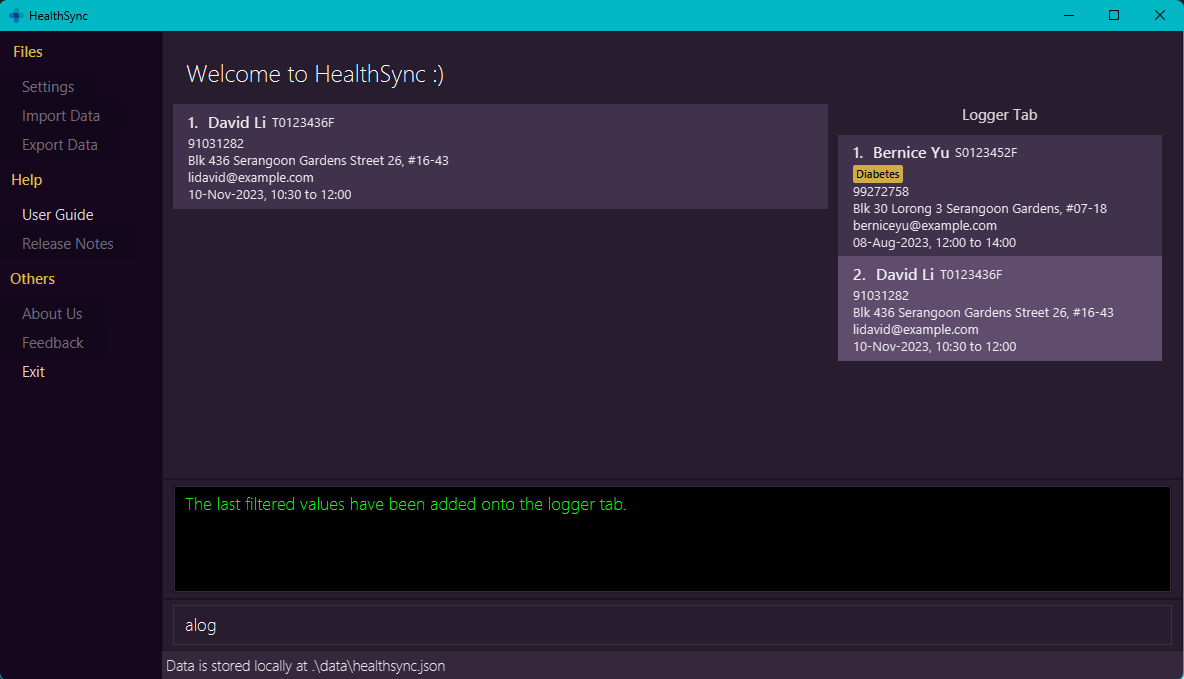 HealthSync
Files
Settings
Import Data
Export Data
Help
User Guide
Release Notes
Others
About Us
Feedback
Exit
Welcome to HealthSync :)
1. David Li T0123436F
91031282
Blk 436 Serangoon Gardens Street 26, #16-43
lidavid@example.com
10-Nov-2023, 10:30 to 12:00
Logger Tab
1. Bernice Yu S0123452F
Diabetes
99272758
Blk 30 Lorong 3 Serangoon Gardens, #07-18
berniceyu@example.com
08-Aug-2023, 12:00 to 14:00
2. David Li T0123436F
91031282
Blk 436 Serangoon Gardens Street 26, #16-43
lidavid@example.com
10-Nov-2023, 10:30 to 12:00
The last filtered values have been added onto the logger tab.
alog
Data is stored locally at .\data\healthsync.json